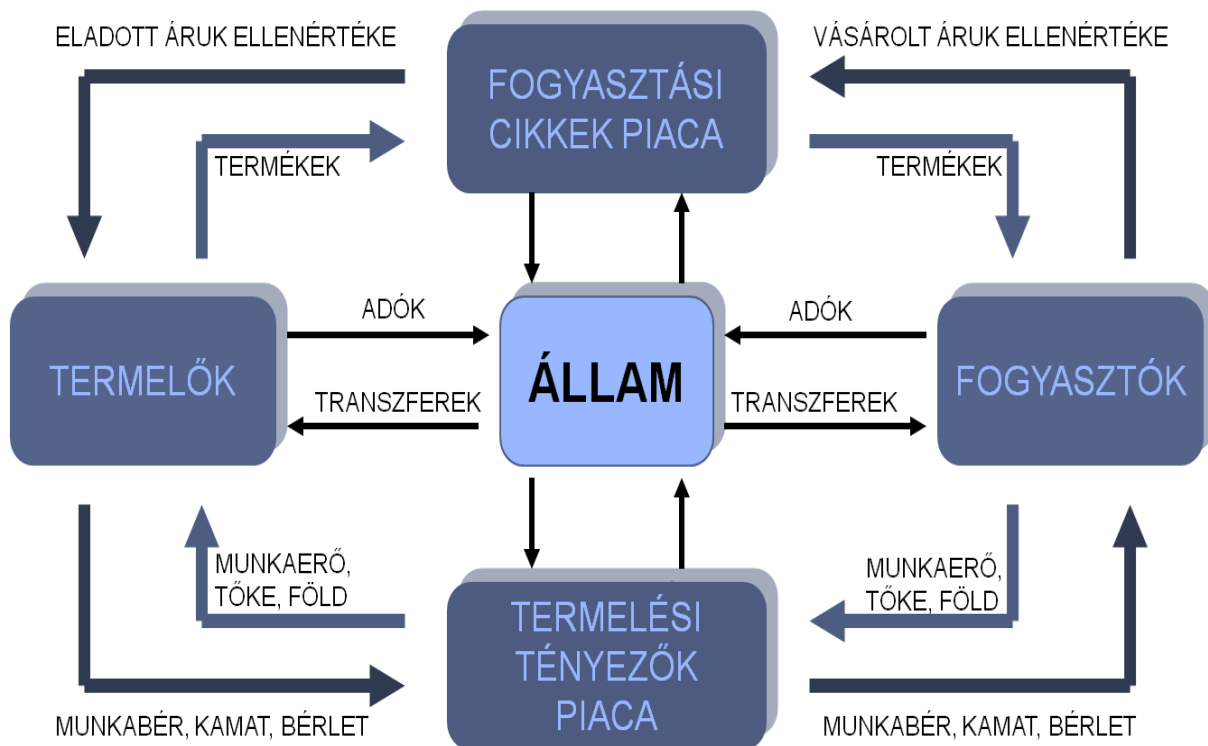 ELADOTT ÁRUK ELLENÉRTÉKE
VÁSÁROLT ÁRUK ELLENÉRTÉKE
FOGYASZTÁSI
CIKKEK PIACA
TERMÉKEK
TERMÉKEK
TERMELŐK
ADÓK
TRANSZFEREK
ÁLLAM
ADÓK
TRANSZFEREK
FOGYASZTÓK
MUNKAERŐ,
TŐKE, FÖLD
MUNKAERŐ,
TŐKE, FÖLD
TERMELÉSI
TÉNYEZŐK
PIACA
MUNKABÉR, KAMAT, BÉRLET
MUNKABÉR, KAMAT, BÉRLET